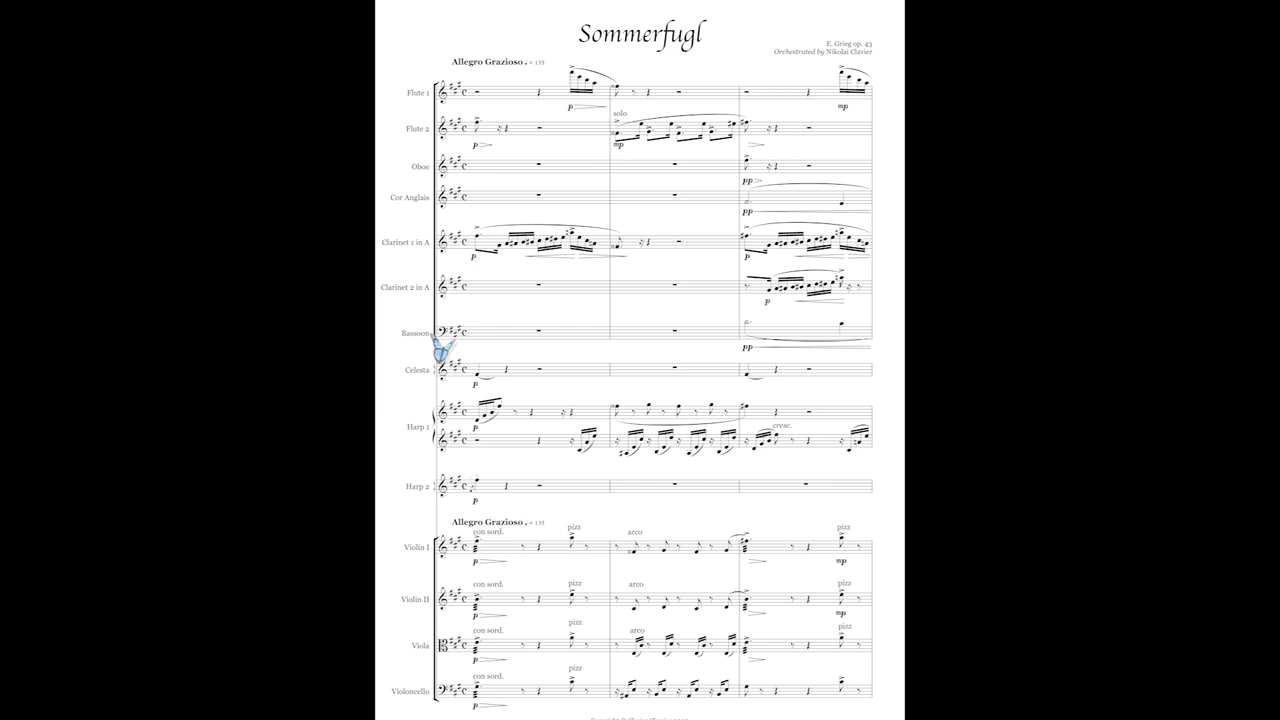 Sommerfugl
E. Grieg op. 43
Orchestrated by Nikolai Clavier
Allegro Grazioso ♩ = 135
Flute 1
p
mp
solo
Flute 2
p
mp
Oboe
pp
Cor Anglais
pp
Clarinet 1 in A
p
p
Clarinet 2 in A
p
Bassoon
pp
Celesta
p
Harp 1
p
cresc.
Harp 2
p
Allegro Grazioso ♩ = 135
con sord.
pizz
arco
pizz
Violin I
p
mp
con sord.
pizz
arco
pizz
Violin II
p
mp
con sord.
pizz
arco
pizz
Viola
p
con sord.
pizz
Violoncello
p